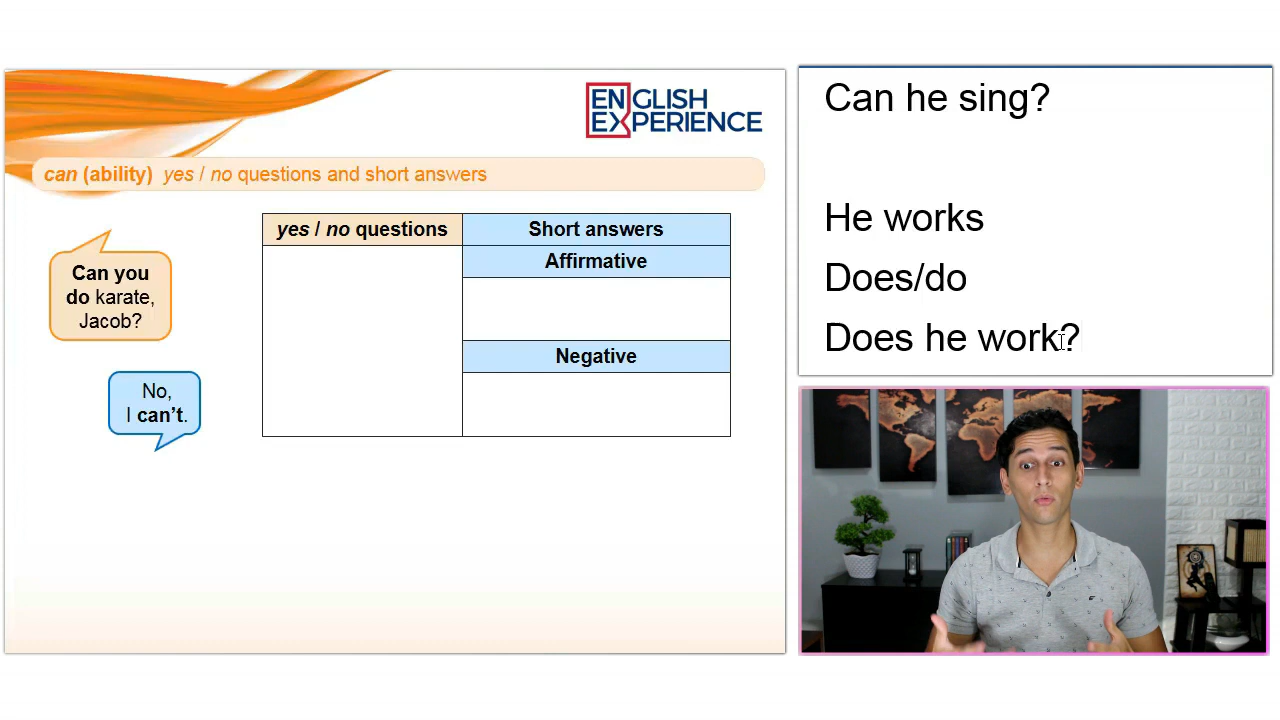 ENGLISH
EXPERIENCE
can (ability) yes / no questions and short answers
Can you
do karate,
Jacob?
No,
I can't.
yes / no questions
Short answers
Affirmative
Negative
Can he sing?
He works
Does/do
Does he work?